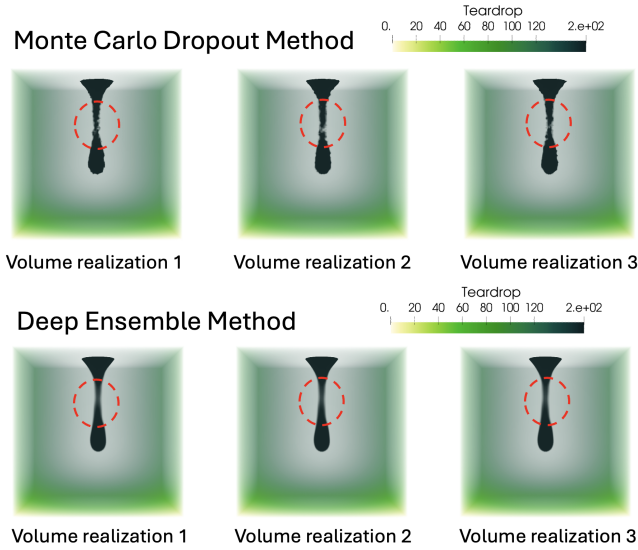 Teardrop
Monte Carlo Dropout Method
0. 20 40 60 80 100 120 2.e+02
Volume realization 1 Volume realization 2 Volume realization 3
Teardrop
Deep Ensemble Method
0. 20 40 60 80 100 120 2.e+02
Volume realization 1 Volume realization 2 Volume realization 3